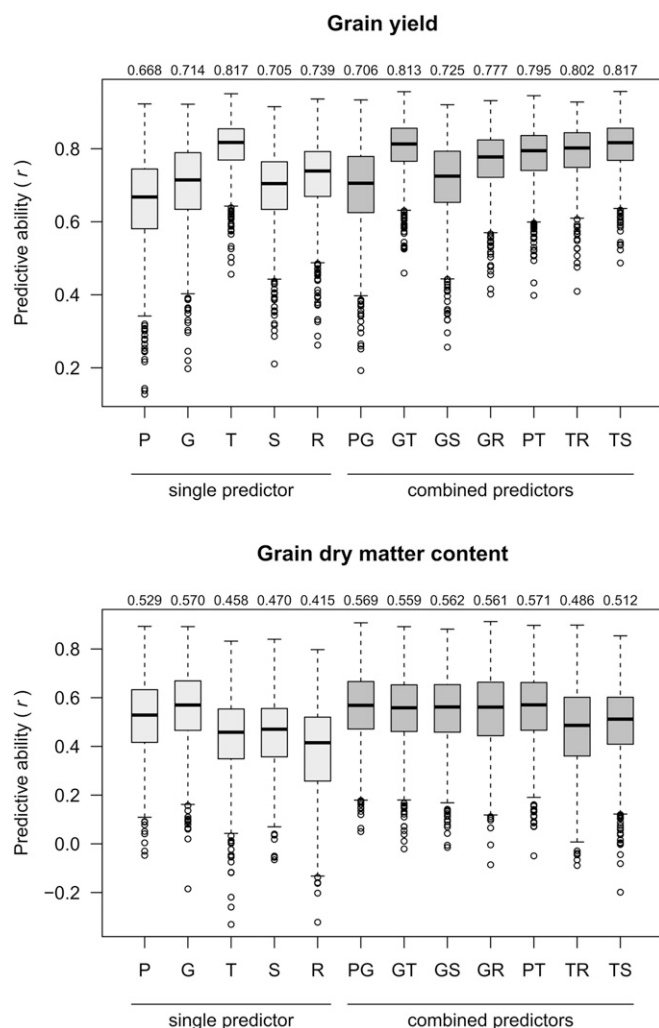 Grain yield
0.668 0.714 0.817 0.705 0.739 0.706 0.813 0.725 0.777 0.795 0.802 0.817
Predictive ability (r)
0.8
0.6
0.4
0.2
P G T S R PG GT GS GR PT TR TS
single predictor combined predictors
Grain dry matter content
0.529 0.570 0.458 0.470 0.415 0.569 0.559 0.562 0.561 0.571 0.486 0.512
Predictive ability (r)
0.8
0.6
0.4
0.2
0.0
−0.2
P G T S R PG GT GS GR PT TR TS
single predictor combined predictors